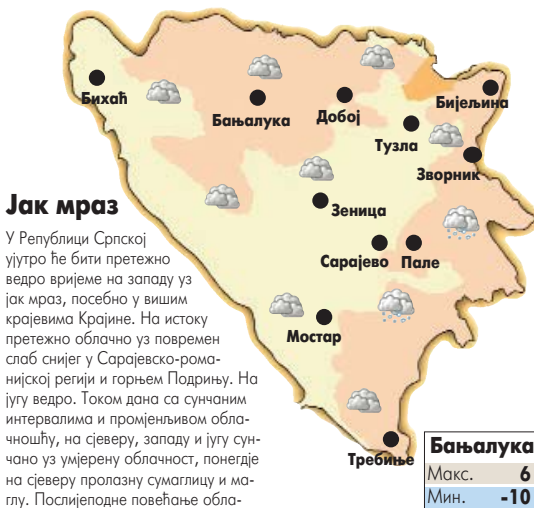 Бихаћ
Бањалука
Добој
Бијељина
Тузла
Зворник
Зеница
Сарајево
Пале
Мостар
Требиње
Јак мраз
У Републици Српској
ујутро ће бити претежно
ведро вријеме на западу уз
јак мраз, посебно у вишим
крајевима Крајине. На истоку
претежно облачно уз повремен
слаб снијег у Сарајевско-рома-
нијској регији и горњем Подрињу. На
југу ведро. Током дана са сунчаним
интервалима и промјенљивом обла-
чношћу, на сјеверу, западу и југу сун-
чано уз умјерену облачност, понегдје
на сјеверу пролазну сумаглицу и ма-
глу. Послијеподне повећање обла-
Бањалука
Макс. 6
Мин. -10